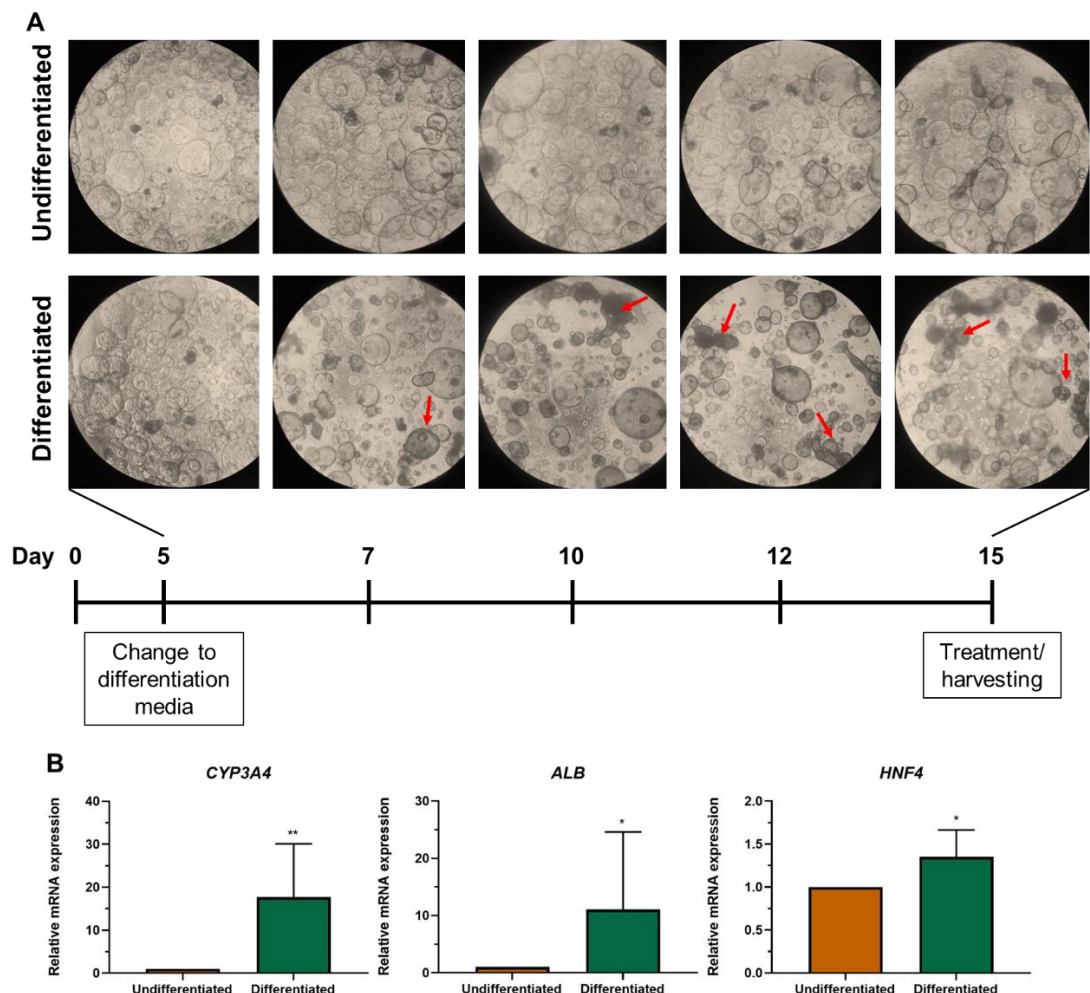 A
Undifferentiated
Differentiated
Day
0
5
7
10
12
15
Change to
differentiation
media
Treatment/
harvesting
B
CYP3A4
Relative mRNA expression
40
30
20
10
0
**
Undifferentiated
Differentiated
ALB
Relative mRNA expression
30
20
10
0
*
Undifferentiated
Differentiated
HNF4
Relative mRNA expression
2.0
1.5
1.0
0.5
0.0
*
Undifferentiated
Differentiated